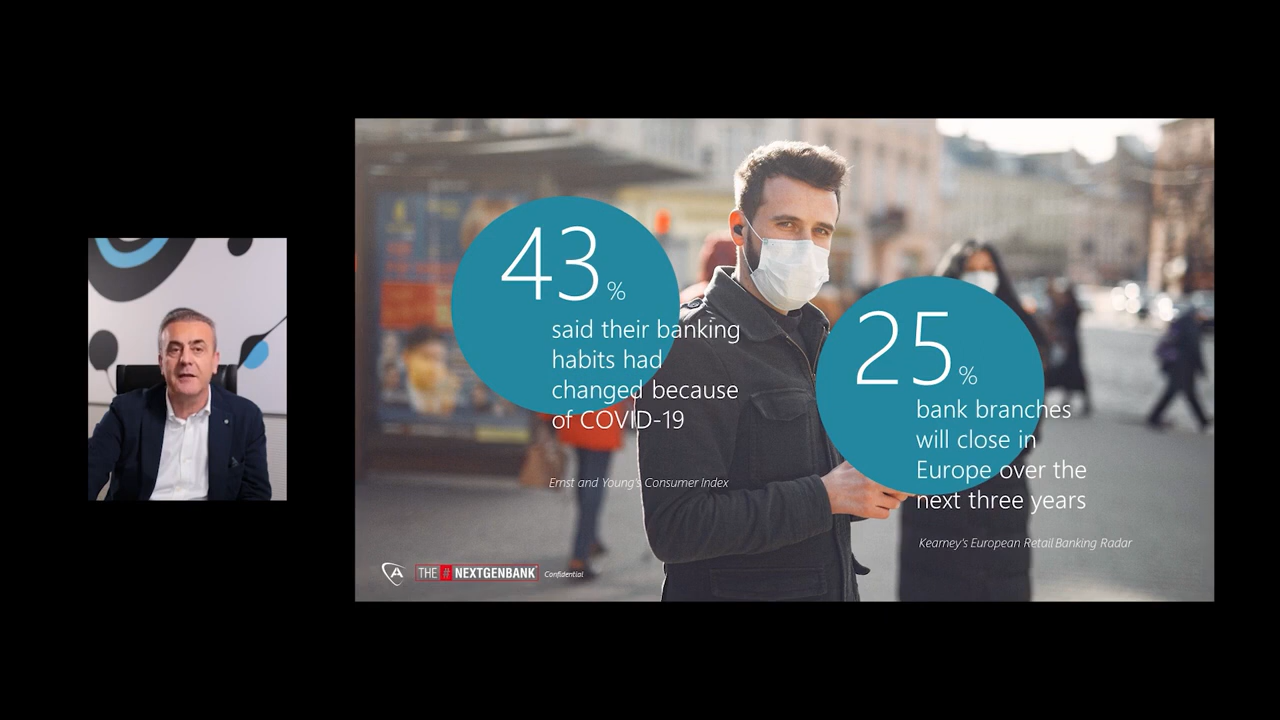 43%
said their banking
habits had
changed because
of COVID-19
Ernst and Young's Consumer Index
25%
bank branches
will close in
Europe over the
next three years
Kearney's European Retail Banking Radar
A THE # NEXTGENBANK Confidential